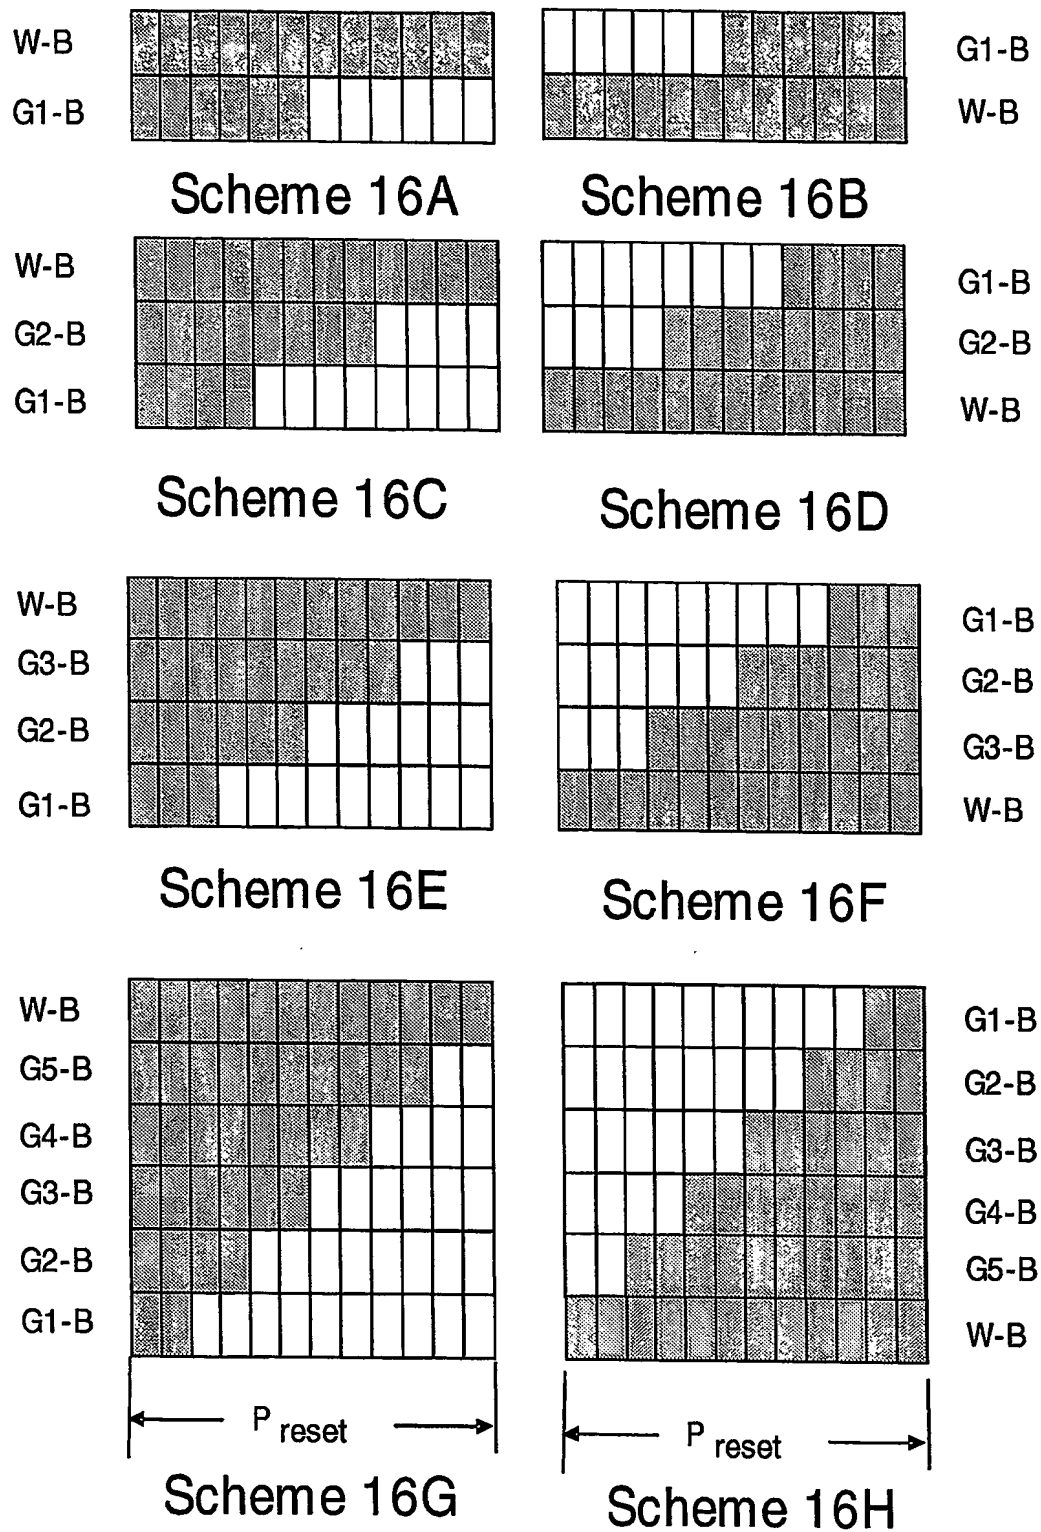 W-B
G1-B
G1-B
W-B
Scheme 16A
Scheme 16B
W-B
G2-B
G1-B
G1-B
G2-B
W-B
Scheme 16C
Scheme 16D
W-B
G3-B
G2-B
G1-B
G1-B
G2-B
G3-B
W-B
Scheme 16E
Scheme 16F
W-B
G5-B
G4-B
G3-B
G2-B
G1-B
G1-B
G2-B
G3-B
G4-B
G5-B
W-B
P reset
P reset
Scheme 16G
Scheme 16H